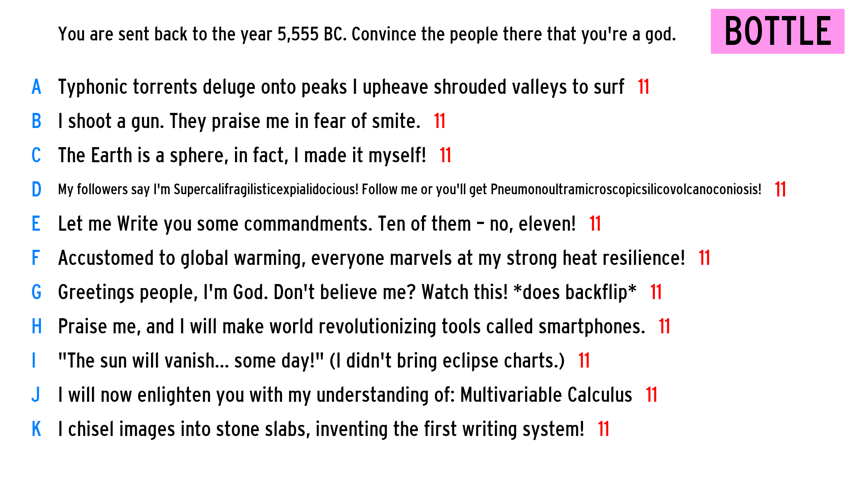 You are sent back to the year 5,555 BC. Convince the people there that you're a god.
BOTTLE
A Typhonic torrents deluge onto peaks I upheave shrouded valleys to surf 11
B I shoot a gun. They praise me in fear of smite. 11
C The Earth is a sphere, in fact, I made it myself! 11
D My followers say I'm Supercalifragilisticexpialidocious! Follow me or you'll get Pneumonoultramicroscopicsilicovolcanoconiosis! 11
E Let me Write you some commandments. Ten of them – no, eleven! 11
F Accustomed to global warming, everyone marvels at my strong heat resilience! 11
G Greetings people, I'm God. Don't believe me? Watch this! *does backflip* 11
H Praise me, and I will make world revolutionizing tools called smartphones. 11
I "The sun will vanish... some day!" (I didn't bring eclipse charts.) 11
J I will now enlighten you with my understanding of: Multivariable Calculus 11
K I chisel images into stone slabs, inventing the first writing system! 11